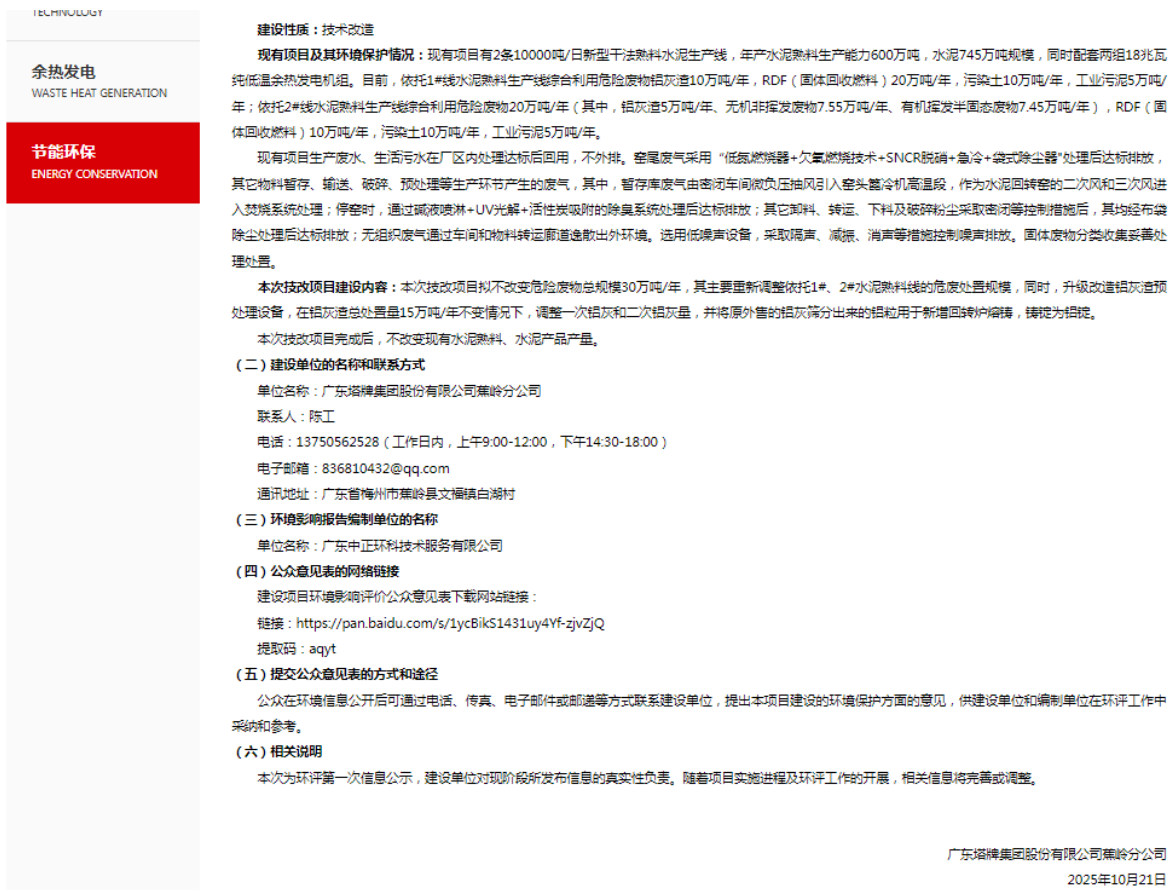 TECHNOLOGY
余热发电
WASTE HEAT GENERATION
节能环保
ENERGY CONSERVATION
建设性质：技术改造
现有项目及其环境保护情况：现有项目有2条10000吨/日新型干法熟料水泥生产线，年产水泥熟料生产能力600万吨，水泥745万吨规模，同时配套两组18兆瓦
纯低温余热发电机组。目前，依托1#线水泥熟料生产线综合利用危险废物铝灰渣10万吨/年，RDF（固体回收燃料）20万吨/年，污染土10万吨/年，工业污泥5万吨/
年；依托2#线水泥熟料生产线综合利用危险废物20万吨/年（其中，铝灰渣5万吨/年、无机非挥发废物7.55万吨/年、有机挥发半固态废物7.45万吨/年），RDF（固
体回收燃料）10万吨/年，污染土10万吨/年，工业污泥5万吨/年。
现有项目生产废水、生活污水在厂区内处理达标后回用，不外排。窑尾废气采用“低氮燃烧器+欠氧燃烧技术+SNCR脱硝+急冷+袋式除尘器”处理后达标排放，
其它物料暂存、输送、破碎、预处理等生产环节产生的废气，其中，暂存库废气由密闭车间微负压抽风引入窑头篦冷机高温段，作为水泥回转窑的二次风和三次风进
入焚烧系统处理；停窑时，通过碱液喷淋+UV光解+活性炭吸附的除臭系统处理后达标排放；其它卸料、转运、下料及破碎粉尘采取密闭等控制措施后，其均经布袋
除尘处理后达标排放；无组织废气通过车间和物料转运廊道逸散出外环境。选用低噪声设备，采取隔声、减振、消声等措施控制噪声排放。固体废物分类收集妥善处
理处置。
本次技改项目建设内容：本次技改项目拟不改变危险废物总规模30万吨/年，其主要重新调整依托1#、2#水泥熟料线的危废处置规模，同时，升级改造铝灰渣预
处理设备，在铝灰渣总处置量15万吨/年不变情况下，调整一次铝灰和二次铝灰量，并将原外售的铝灰筛分出来的铝粒用于新增回转炉熔铸，铸锭为铝锭。
本次技改项目完成后，不改变现有水泥熟料、水泥产品产量。
（二）建设单位的名称和联系方式
单位名称：广东塔牌集团股份有限公司蕉岭分公司
联系人：陈工
电话：13750562528（工作日内，上午9:00-12:00，下午14:30-18:00）
电子邮箱：836810432@qq.com
通讯地址：广东省梅州市蕉岭县文福镇白湖村
（三）环境影响报告编制单位的名称
单位名称：广东中正环科技术服务有限公司
（四）公众意见表的网络链接
建设项目环境影响评价公众意见表下载网站链接：
链接：https://pan.baidu.com/s/1ycBikS1431uy4Yf-zjvZjQ
提取码：aqyt
（五）提交公众意见表的方式和途径
公众在环境信息公开后可通过电话、传真、电子邮件或邮递等方式联系建设单位，提出本项目建设的环境保护方面的意见，供建设单位和编制单位在环评工作中
采纳和参考。
（六）相关说明
本次为环评第一次信息公示，建设单位对现阶段所发布信息的真实性负责。随着项目实施进程及环评工作的开展，相关信息将完善或调整。
广东塔牌集团股份有限公司蕉岭分公司
2025年10月21日